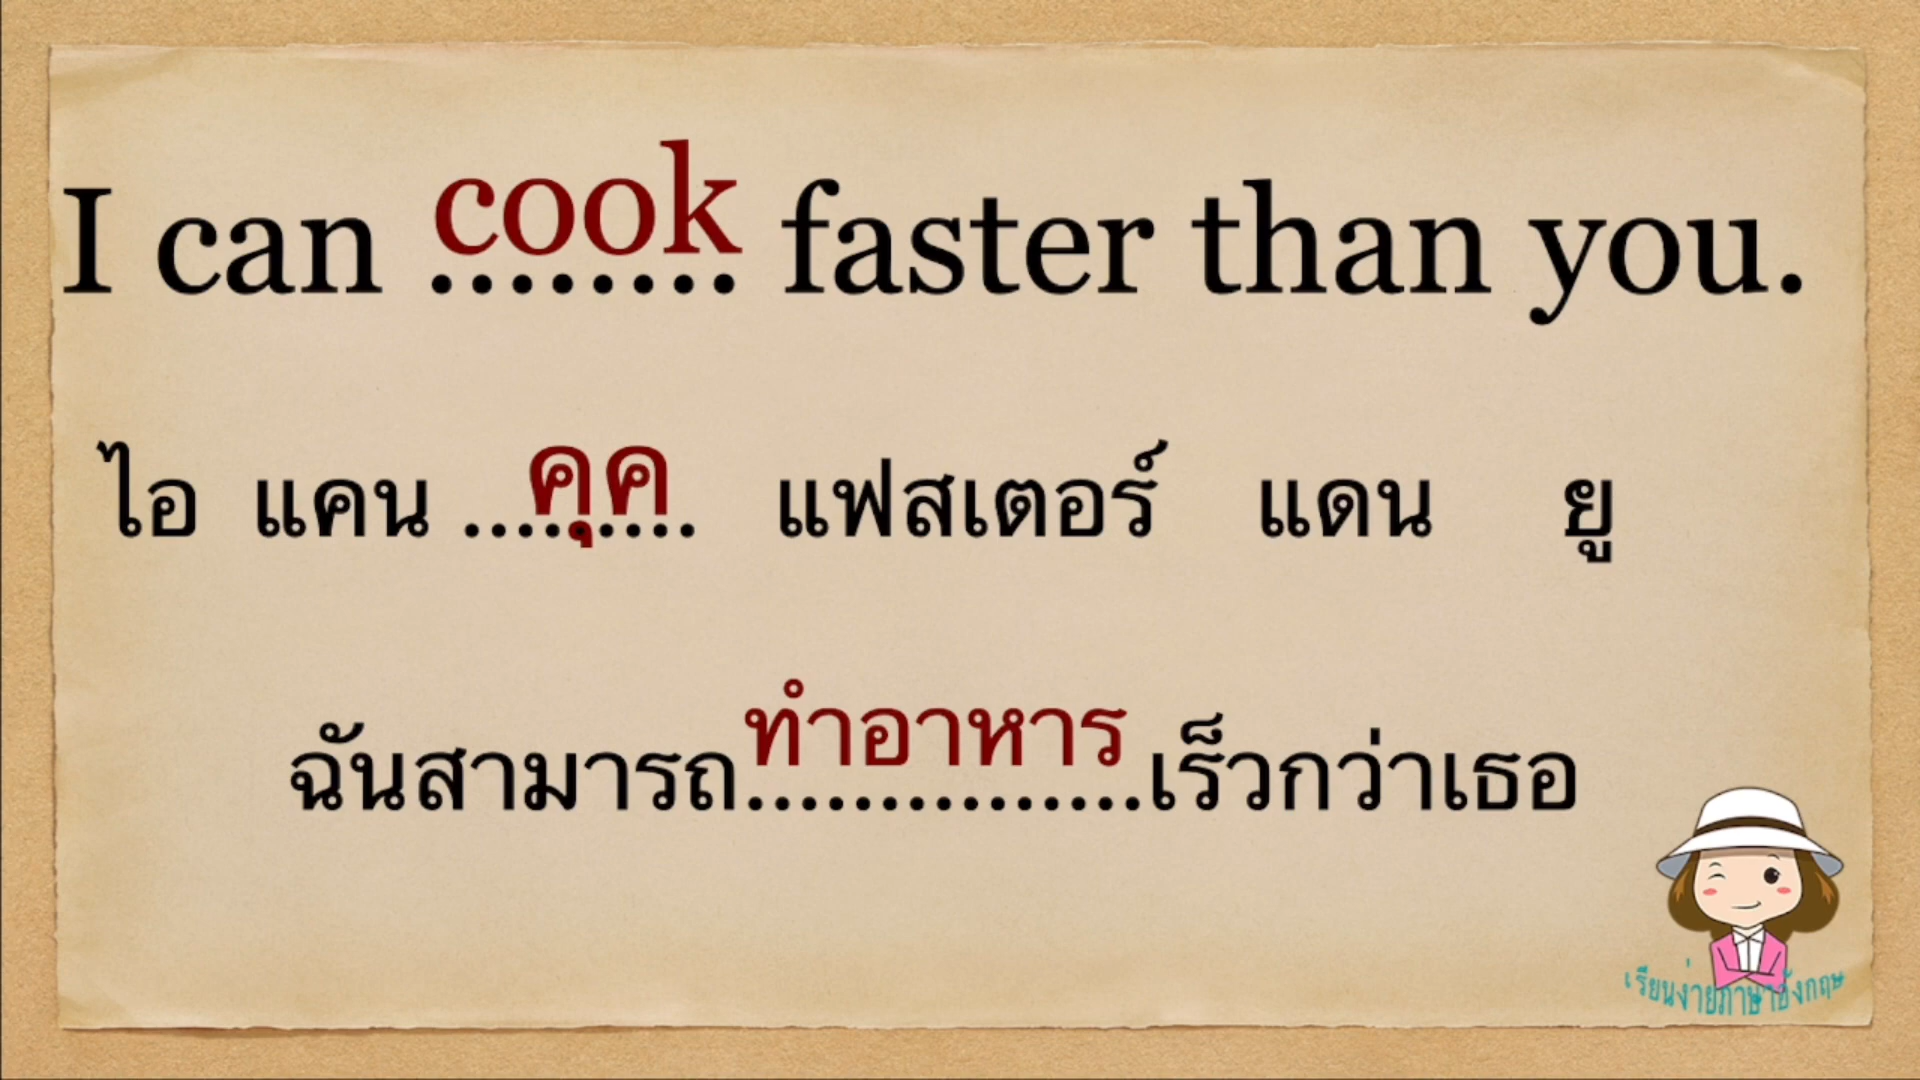 I can cook faster than you.
ไอ แคน คุค แฟสเตอร์ แดน ยู
ฉันสามารถทำอาหารเร็วกว่าเธอ
เรียนง่ายภาษาอังกฤษ